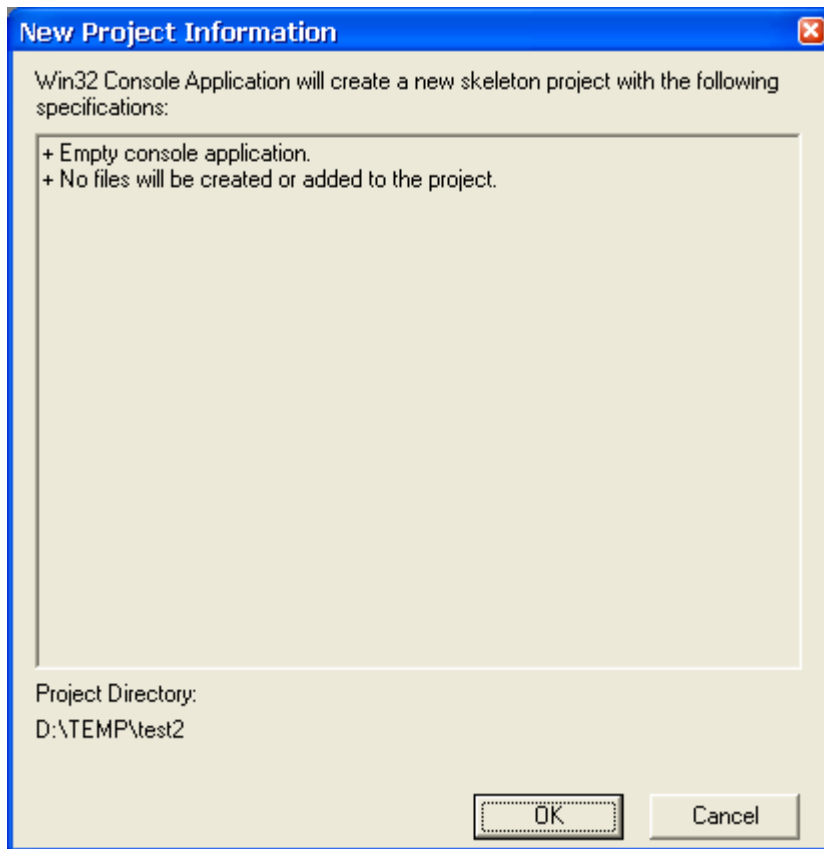 New Project Information
Win32 Console Application will create a new skeleton project with the following
specifications:
+ Empty console application.
+ No files will be created or added to the project.
Project Directory:
D:\TEMP\test2
OK
Cancel